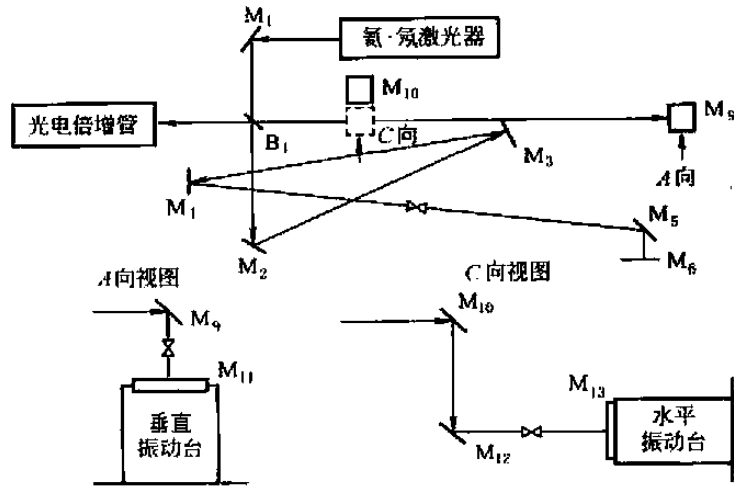 M₁
氦·氖激光器
M₁₀
光电倍增管
B₁
C向
M₃
M₉
A向
M₁
M₂
M₅
M₆
A向视图
C向视图
M₉
M₁₀
M₁₁
M₁₃
垂直
振动台
水平
振动台
M₁₂